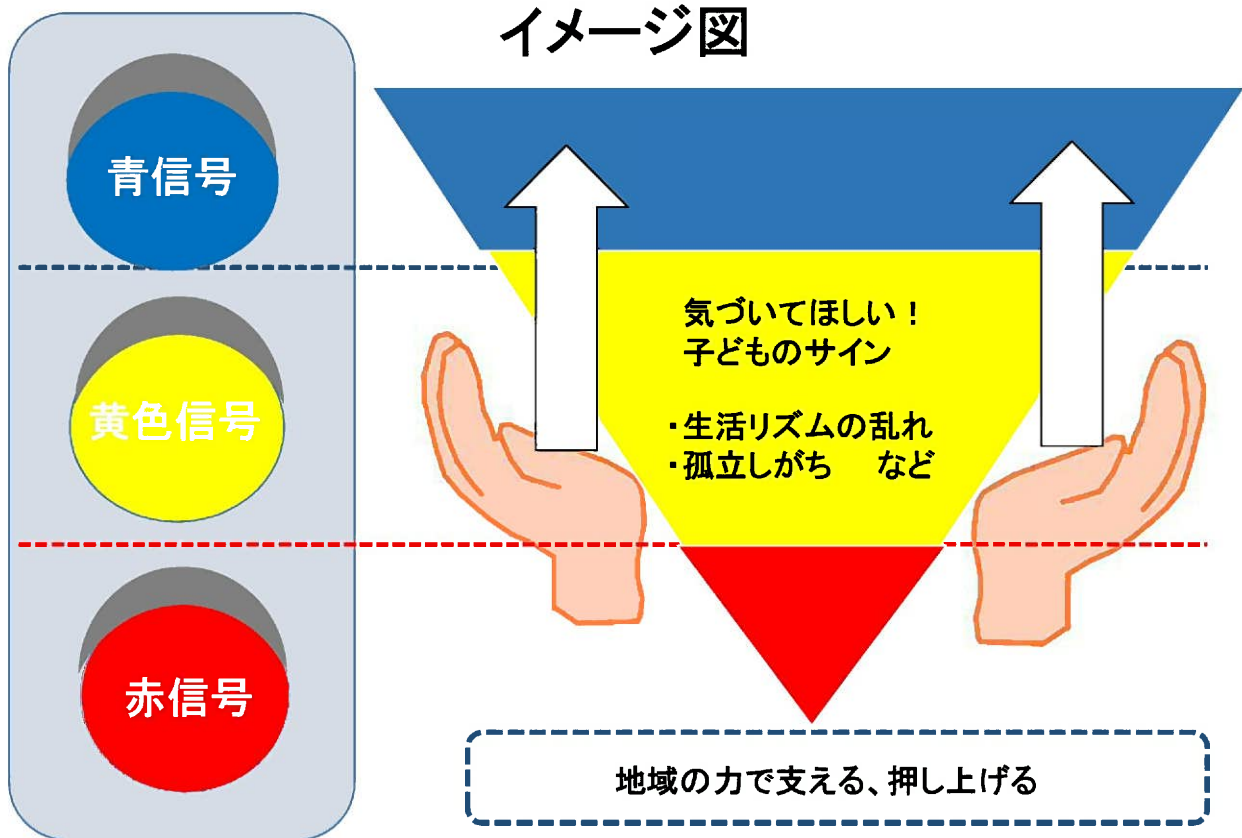 イメージ図
青信号
黄色信号
赤信号
気づいてほしい！
子どものサイン
・生活リズムの乱れ
・孤立しがち　など
地域の力で支える、押し上げる